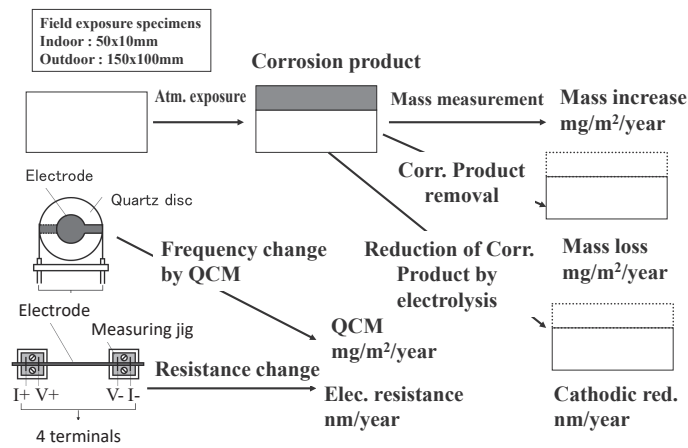 Field exposure specimens
Indoor : 50x10mm
Outdoor : 150x100mm
Corrosion product
Atm. exposure
Mass measurement
Mass increase
mg/m²/year
Corr. Product
removal
Electrode
Quartz disc
Frequency change
by QCM
Reduction of Corr.
Product by
electrolysis
Mass loss
mg/m²/year
Electrode
Measuring jig
QCM
mg/m²/year
Resistance change
I+ V+
V- I-
Elec. resistance
nm/year
Cathodic red.
nm/year
4 terminals